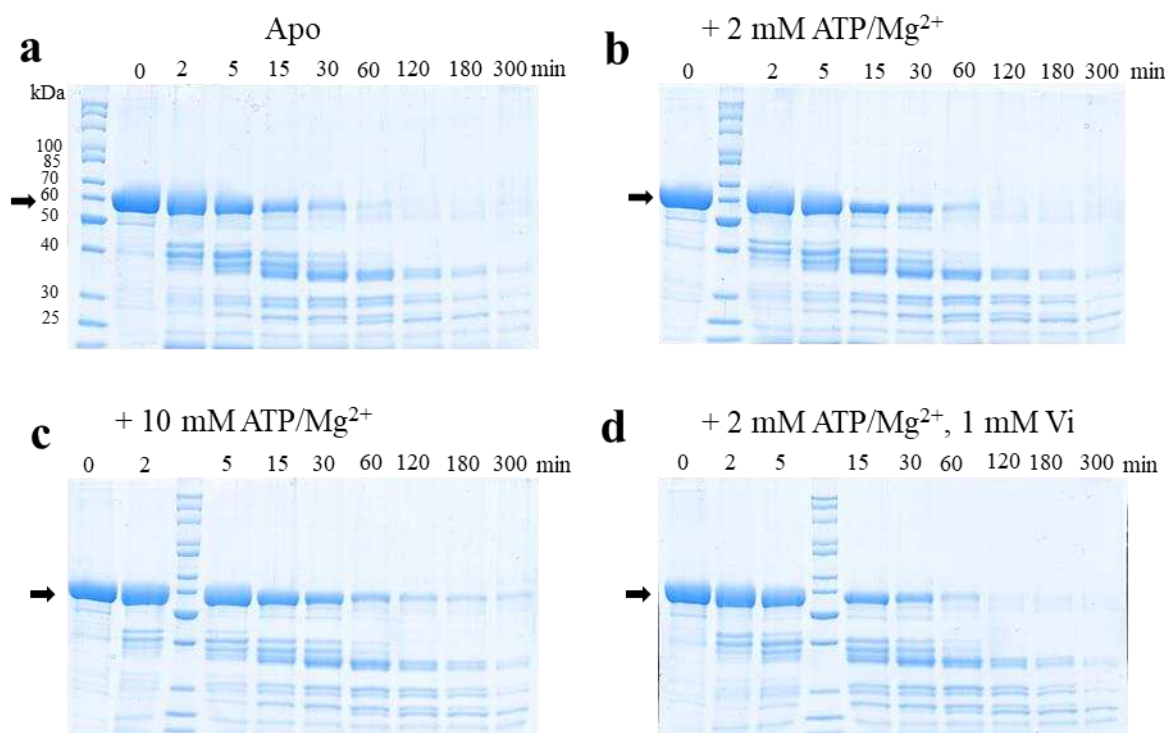 a
Apo
0 2 5 15 30 60 120 180 300 min
kDa
100
85
70
60
50
40
30
25
b
+ 2 mM ATP/Mg²⁺
0 2 5 15 30 60 120 180 300 min
c
+ 10 mM ATP/Mg²⁺
0 2 5 15 30 60 120 180 300 min
d
+ 2 mM ATP/Mg²⁺, 1 mM Vi
0 2 5 15 30 60 120 180 300 min